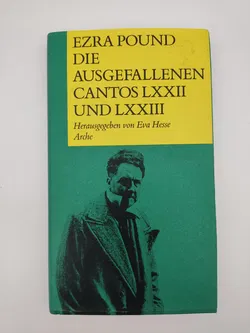 EZRA POUND
DIE
AUSGEFALLENEN
CANTOS LXXII
UND LXXIII
Herausgegeben von Eva Hesse
Arche